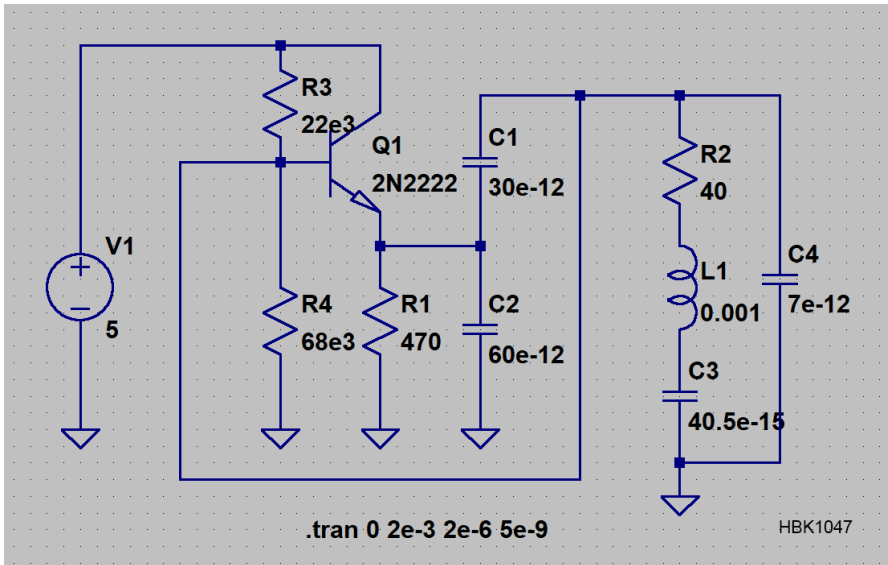 R3
22e3
Q1
2N2222
C1
30e-12
R2
40
V1
5
R4
68e3
R1
470
C2
60e-12
L1
0.001
C4
7e-12
C3
40.5e-15
.tran 0 2e-3 2e-6 5e-9
HBK1047